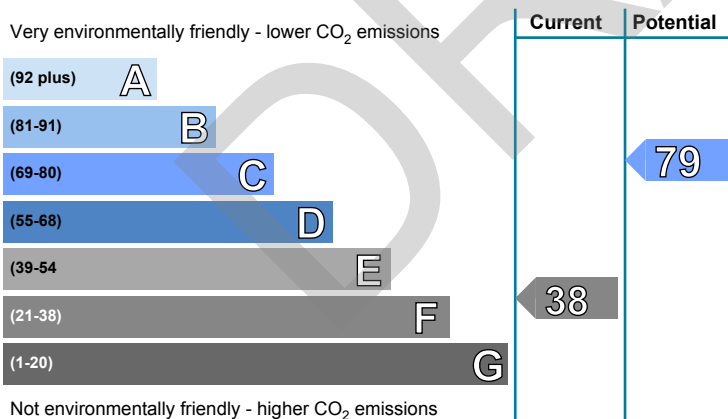 Very environmentally friendly - lower CO2 emissions
Current
Potential
(92 plus) A
(81-91) B
(69-80) C
79
(55-68) D
(39-54 E
38
(21-38) F
(1-20) G
Not environmentally friendly - higher CO2 emissions